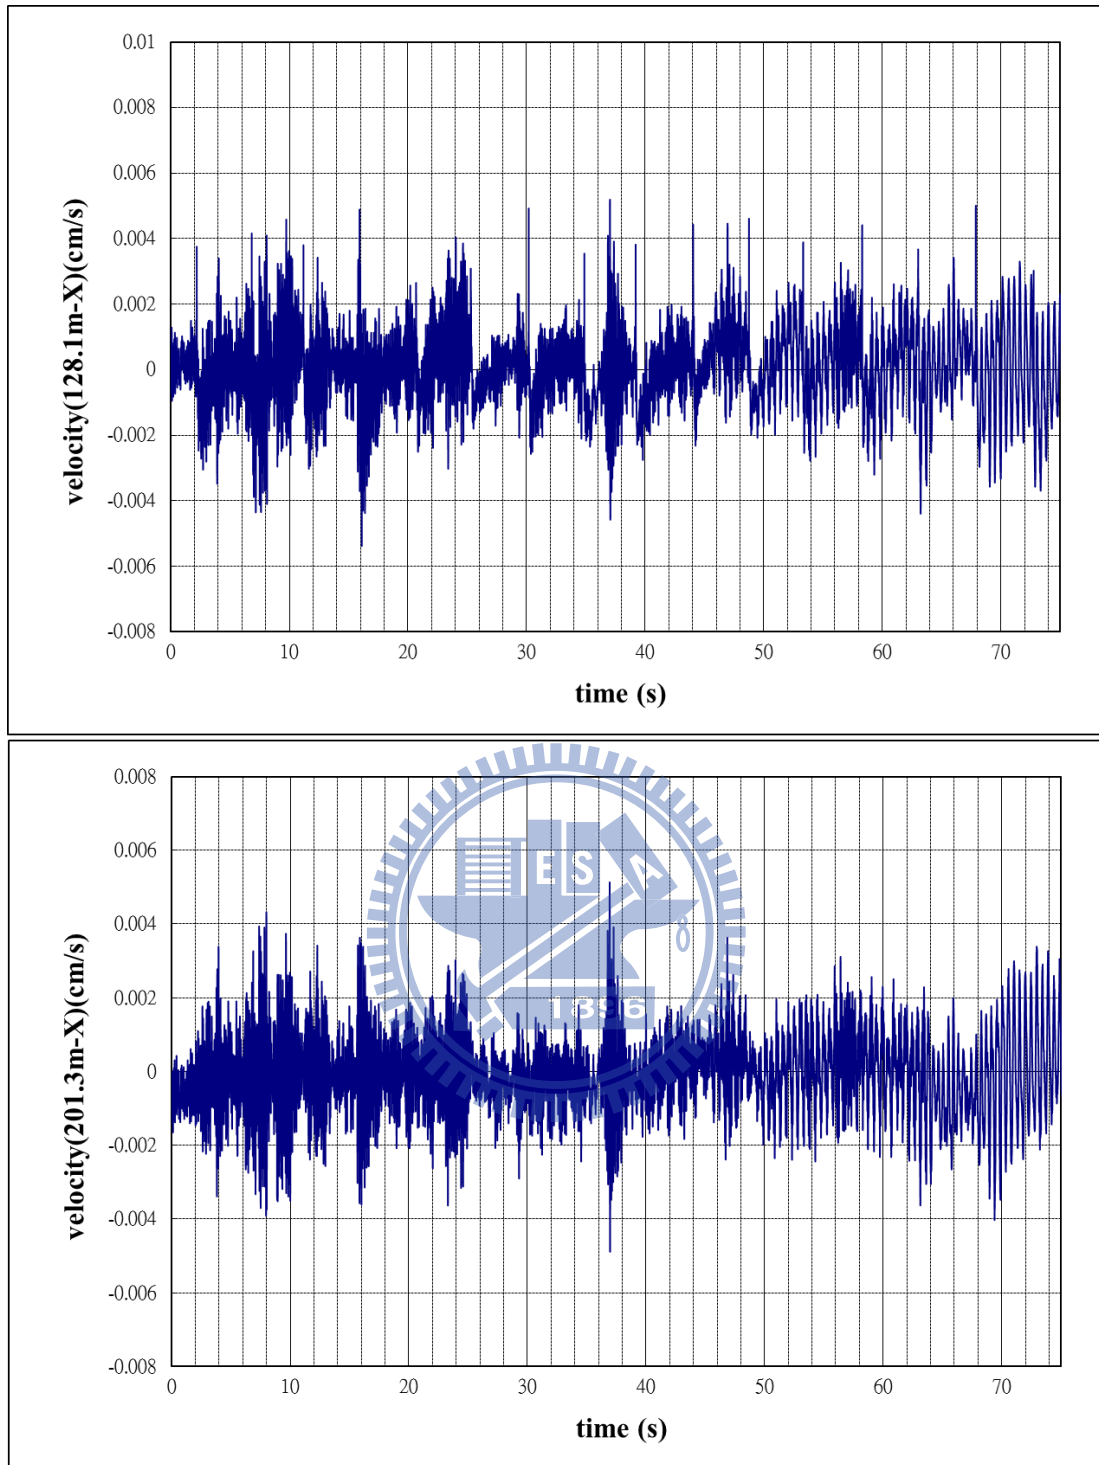 0.01
0.008
0.006
0.004
0.002
0
-0.002
-0.004
-0.006
-0.008
velocity(128.1m-X)(cm/s)
0 10 20 30 40 50 60 70
time (s)
0.008
0.006
0.004
0.002
0
-0.002
-0.004
-0.006
-0.008
velocity(201.3m-X)(cm/s)
E S A
1896
0 10 20 30 40 50 60 70
time (s)